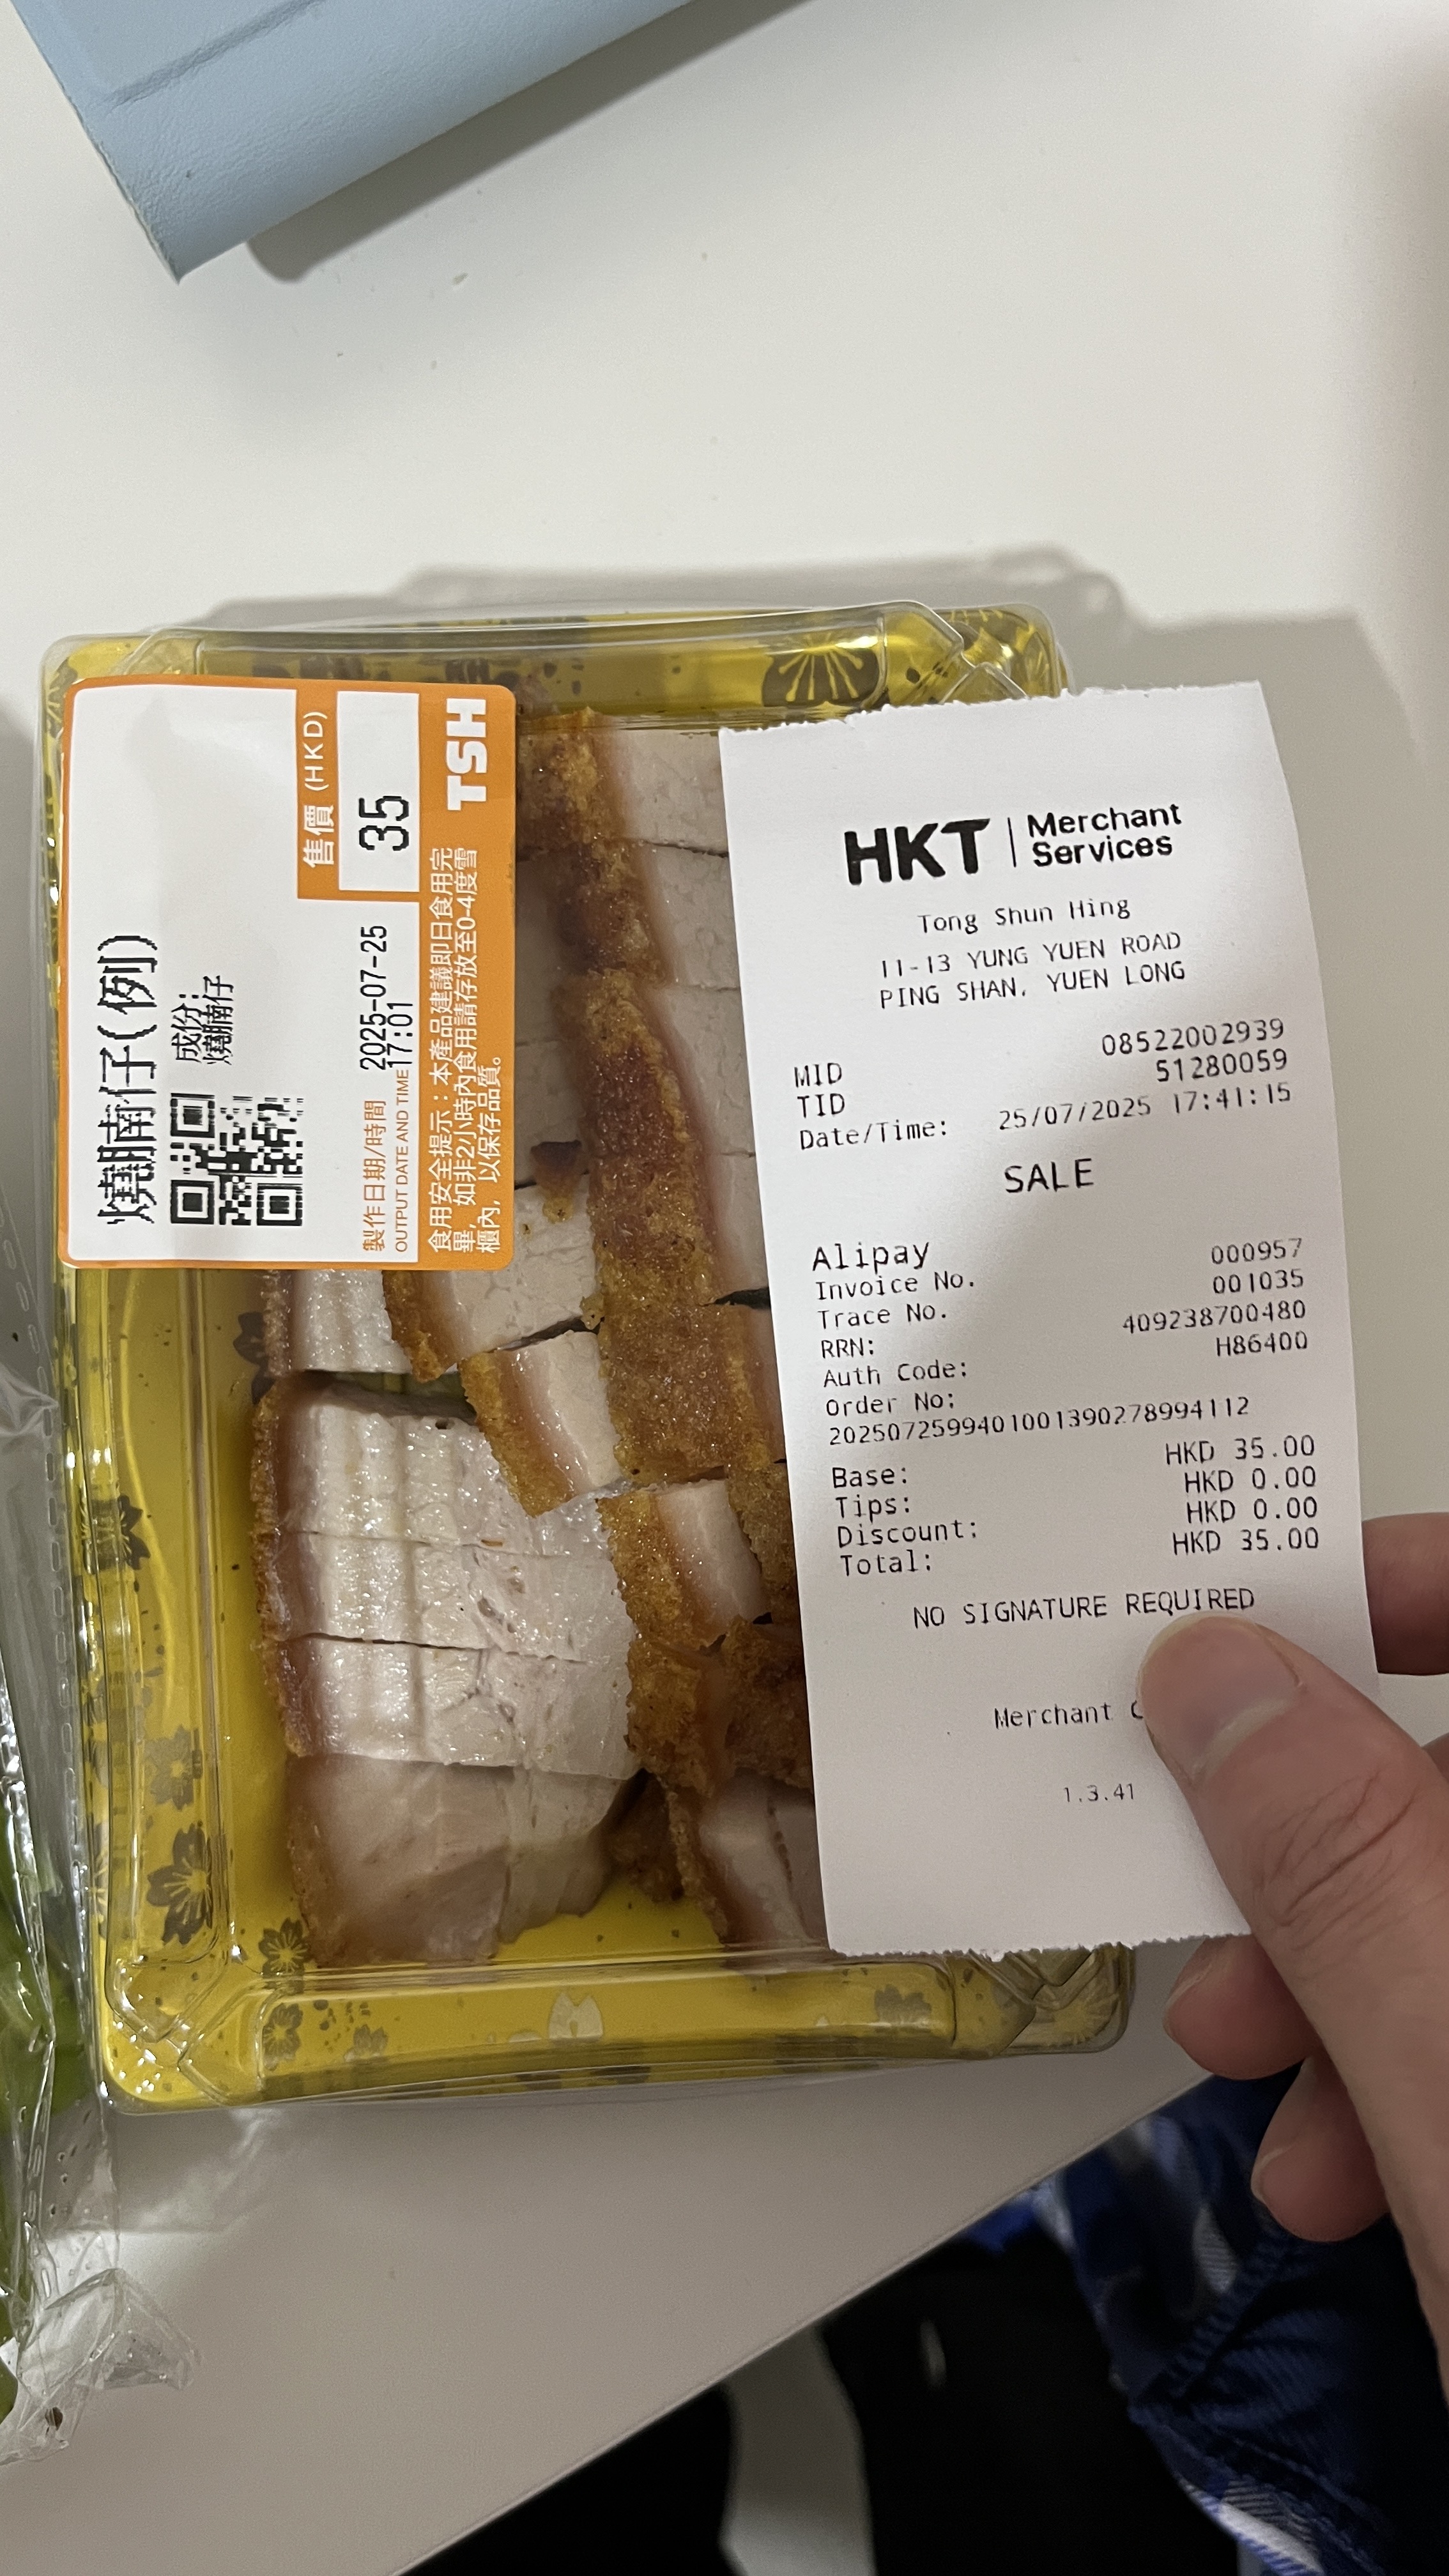 燒腩仔(例)
成份:
燒腩仔
售價 (HKD)
35
製作日期/時間
OUTPUT DATE AND TIME
2025-07-25
17:01
食用安全提示：本產品建議即日食用完
畢，如非2小時內食用請存放至0-4度雪
櫃內，以保存品質。
TSH
HKT | Merchant
Services
Tong Shun Hing
11-13 YUNG YUEN ROAD
PING SHAN, YUEN LONG
MID 08522002939
TID 51280059
Date/Time: 25/07/2025 17:41:15
SALE
Alipay
Invoice No. 000957
Trace No. 001035
RRN: 409238700480
Auth Code: H86400
Order No:
2025072599401001390278994112
Base: HKD 35.00
Tips: HKD 0.00
Discount: HKD 0.00
Total: HKD 35.00
NO SIGNATURE REQUIRED
Merchant
1.3.41